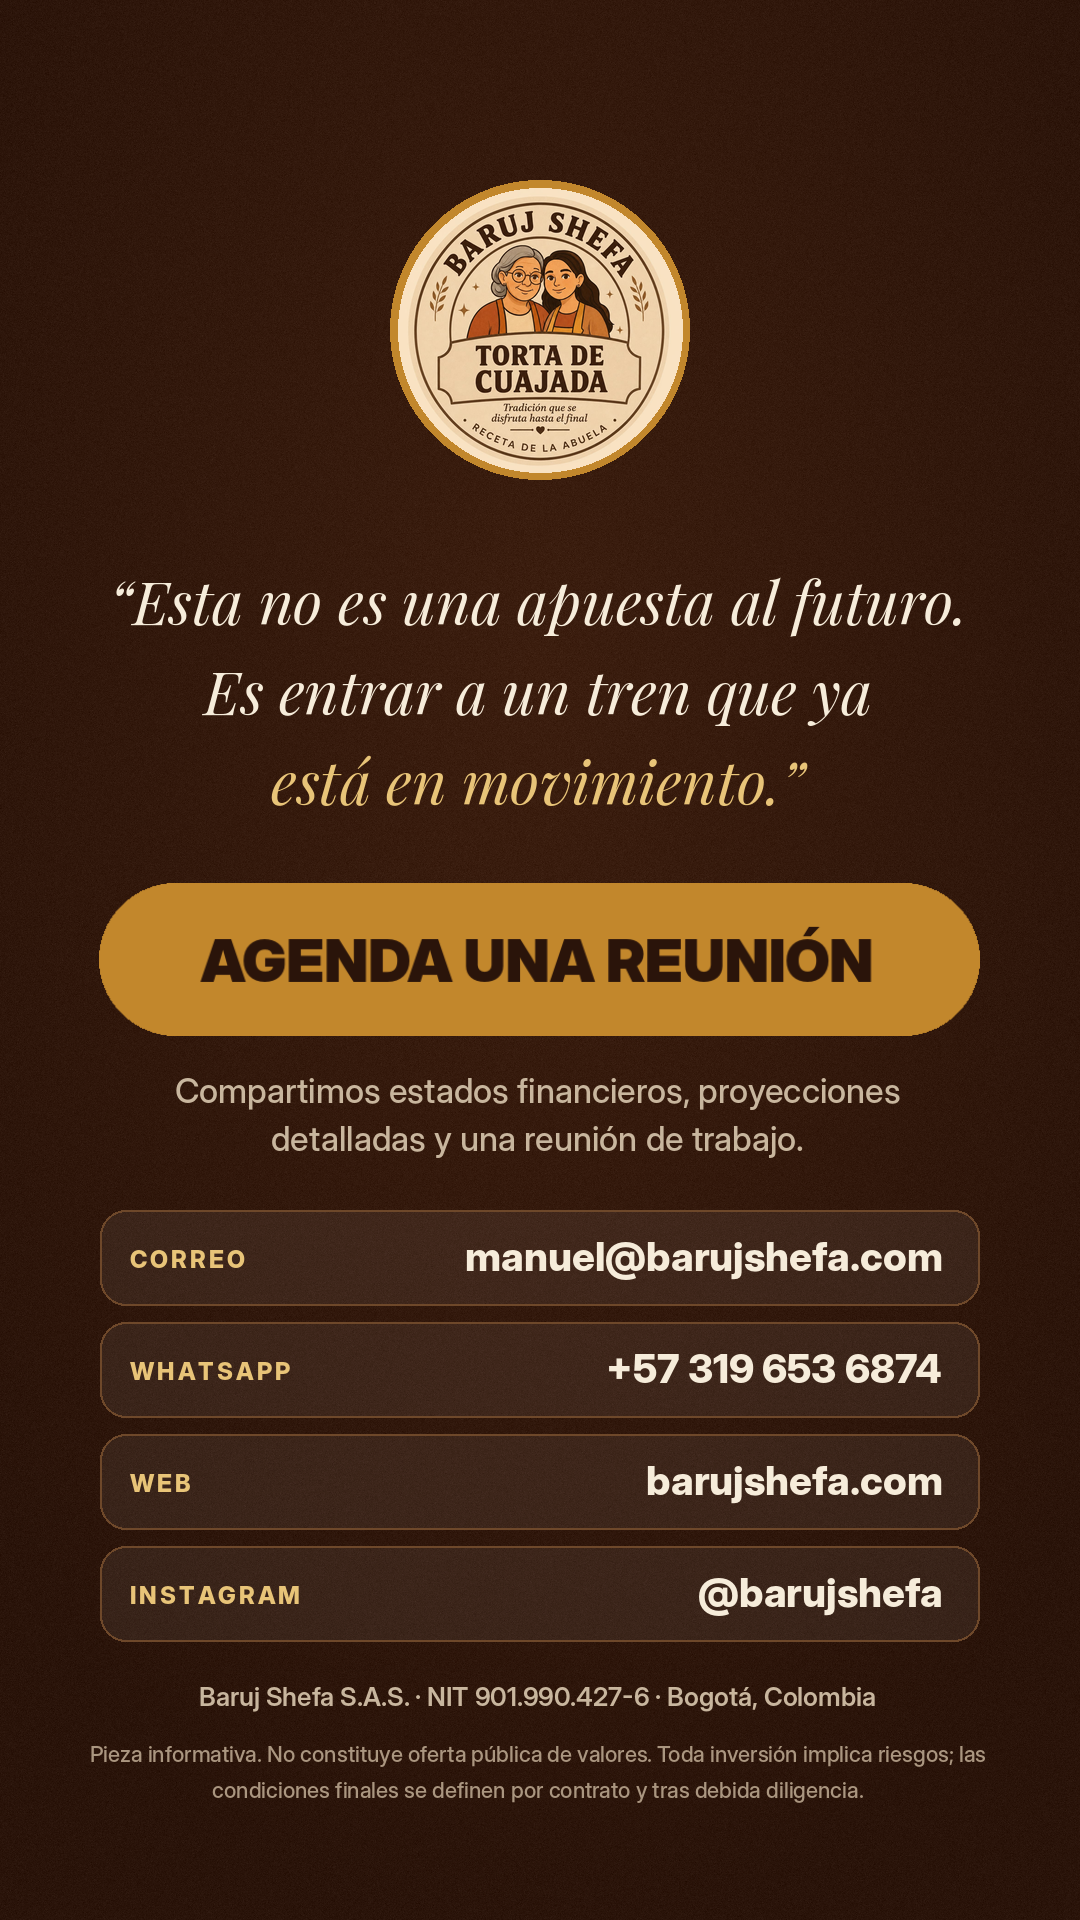 BARUJ SHEFA
TORTA DE
CUAJADA
Tradición que se
disfruta hasta el final
• RECETA DE LA ABUELA •
“Esta no es una apuesta al futuro.
Es entrar a un tren que ya
está en movimiento.”
AGENDA UNA REUNIÓN
Compartimos estados financieros, proyecciones
detalladas y una reunión de trabajo.
CORREO manuel@barujshefa.com
WHATSAPP +57 319 653 6874
WEB barujshefa.com
INSTAGRAM @barujshefa
Baruj Shefa S.A.S. · NIT 901.990.427-6 · Bogotá, Colombia
Pieza informativa. No constituye oferta pública de valores. Toda inversión implica riesgos; las
condiciones finales se definen por contrato y tras debida diligencia.